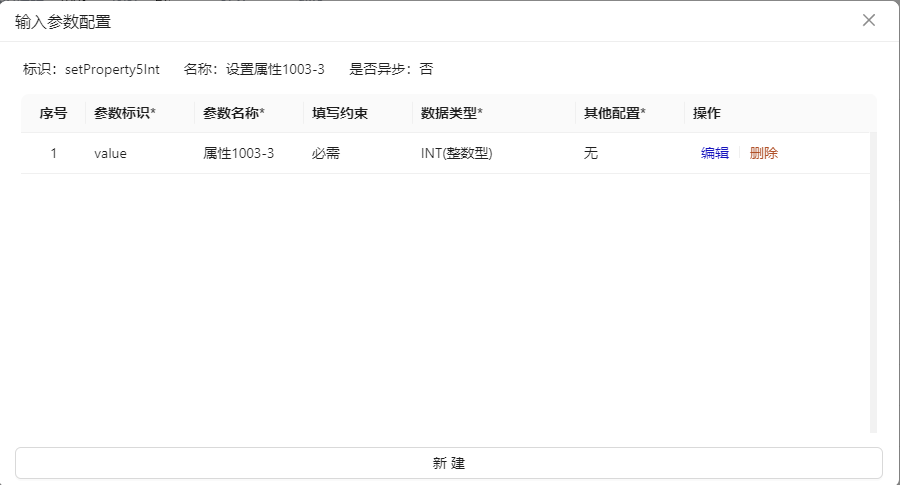 输入参数配置
标识：setProperty5Int 名称：设置属性1003-3 是否异步：否
序号 参数标识* 参数名称* 填写约束 数据类型* 其他配置* 操作
1 value 属性1003-3 必需 INT(整数型) 无 编辑 删除
新 建